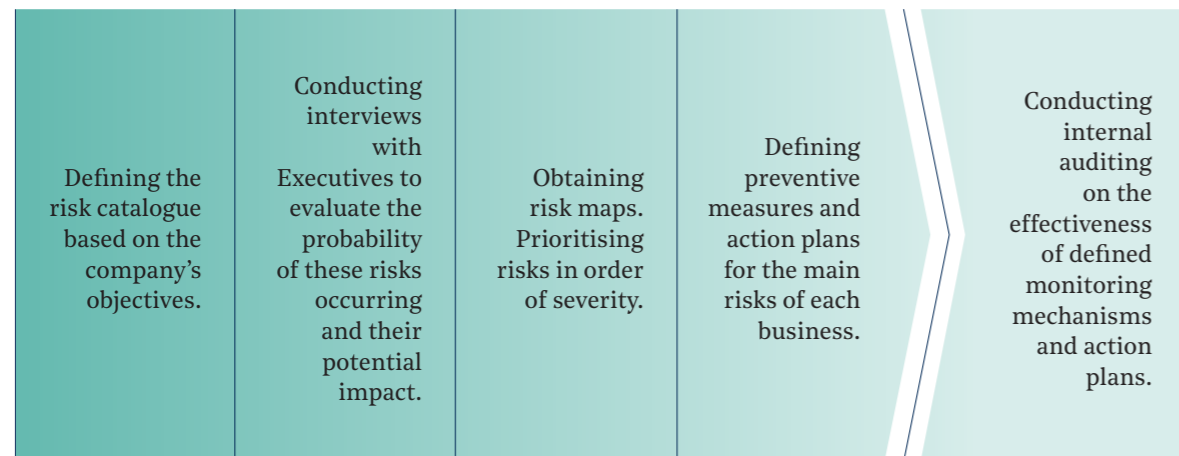 Defining the
risk catalogue
based on the
company’s
objectives.
Conducting
interviews
with
Executives to
evaluate the
probability
of these risks
occurring
and their
potential
impact.
Obtaining
risk maps.
Prioritising
risks in order
of severity.
Defining
preventive
measures and
action plans
for the main
risks of each
business.
Conducting
internal
auditing
on the
effectiveness
of defined
monitoring
mechanisms
and action
plans.